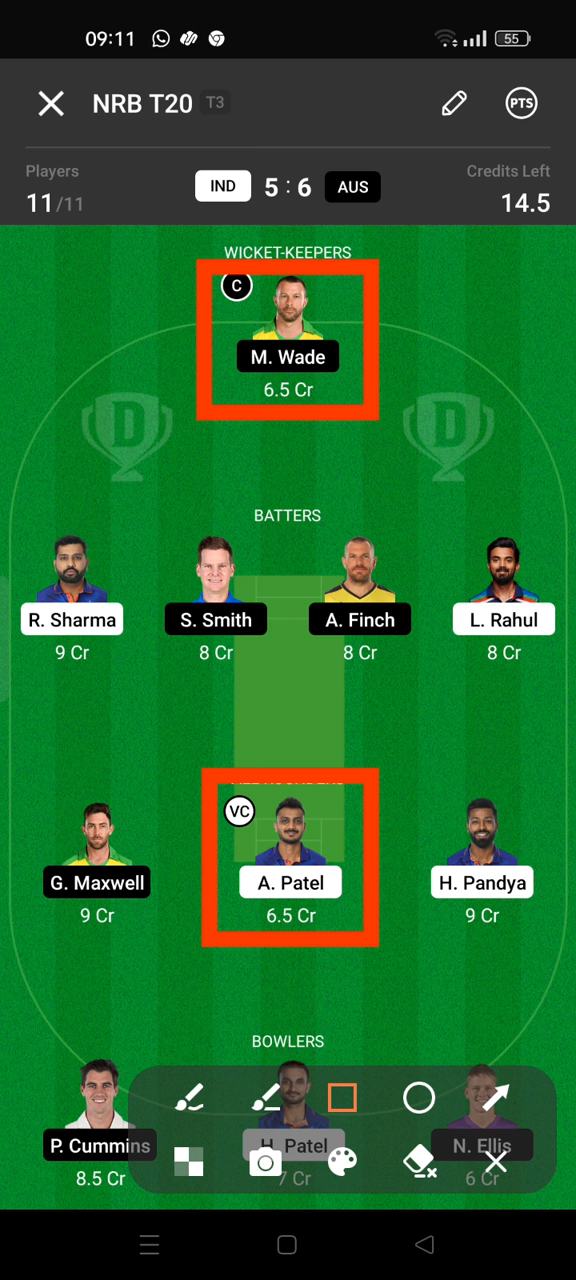 09:11
55
NRB T20 T3
PTS
Players
Credits Left
11/11
IND 5 : 6 AUS
14.5
WICKET-KEEPERS
C
M. Wade
6.5 Cr
D D
BATTERS
R. Sharma S. Smith A. Finch L. Rahul
9 Cr 8 Cr 8 Cr 8 Cr
VC
G. Maxwell A. Patel H. Pandya
9 Cr 6.5 Cr 9 Cr
BOWLERS
P. Cummins H. Patel N. Ellis
8.5 Cr 7 Cr 6 Cr